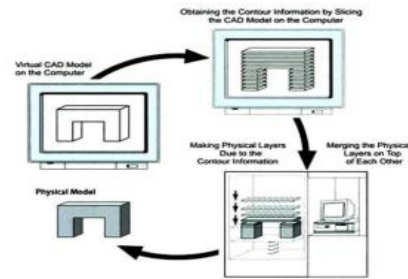 Obtaining the Contour Information by Slicing
the CAD Model on the Computer
Virtual CAD Model
on the Computer
Making Physical Layers
Due to the
Contour Information
Merging the Physical
Layers on Top
of Each Other
Physical Model